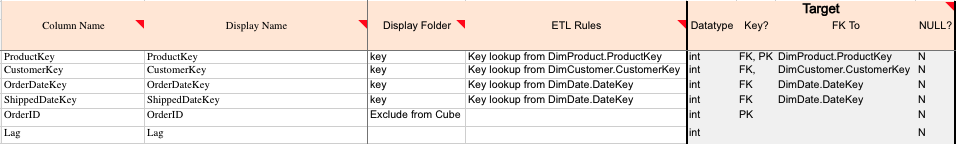 Target
Column Name Display Name Display Folder ETL Rules Datatype Key? FK To NULL?
ProductKey ProductKey key Key lookup from DimProduct.ProductKey int FK, PK DimProduct.ProductKey N
CustomerKey CustomerKey key Key lookup from DimCustomer.CustomerKey int FK, DimCustomer.CustomerKey N
OrderDateKey OrderDateKey key Key lookup from DimDate.DateKey int FK DimDate.DateKey N
ShippedDateKey ShippedDateKey key Key lookup from DimDate.DateKey int FK DimDate.DateKey N
OrderID OrderID Exclude from Cube int PK N
Lag Lag int N